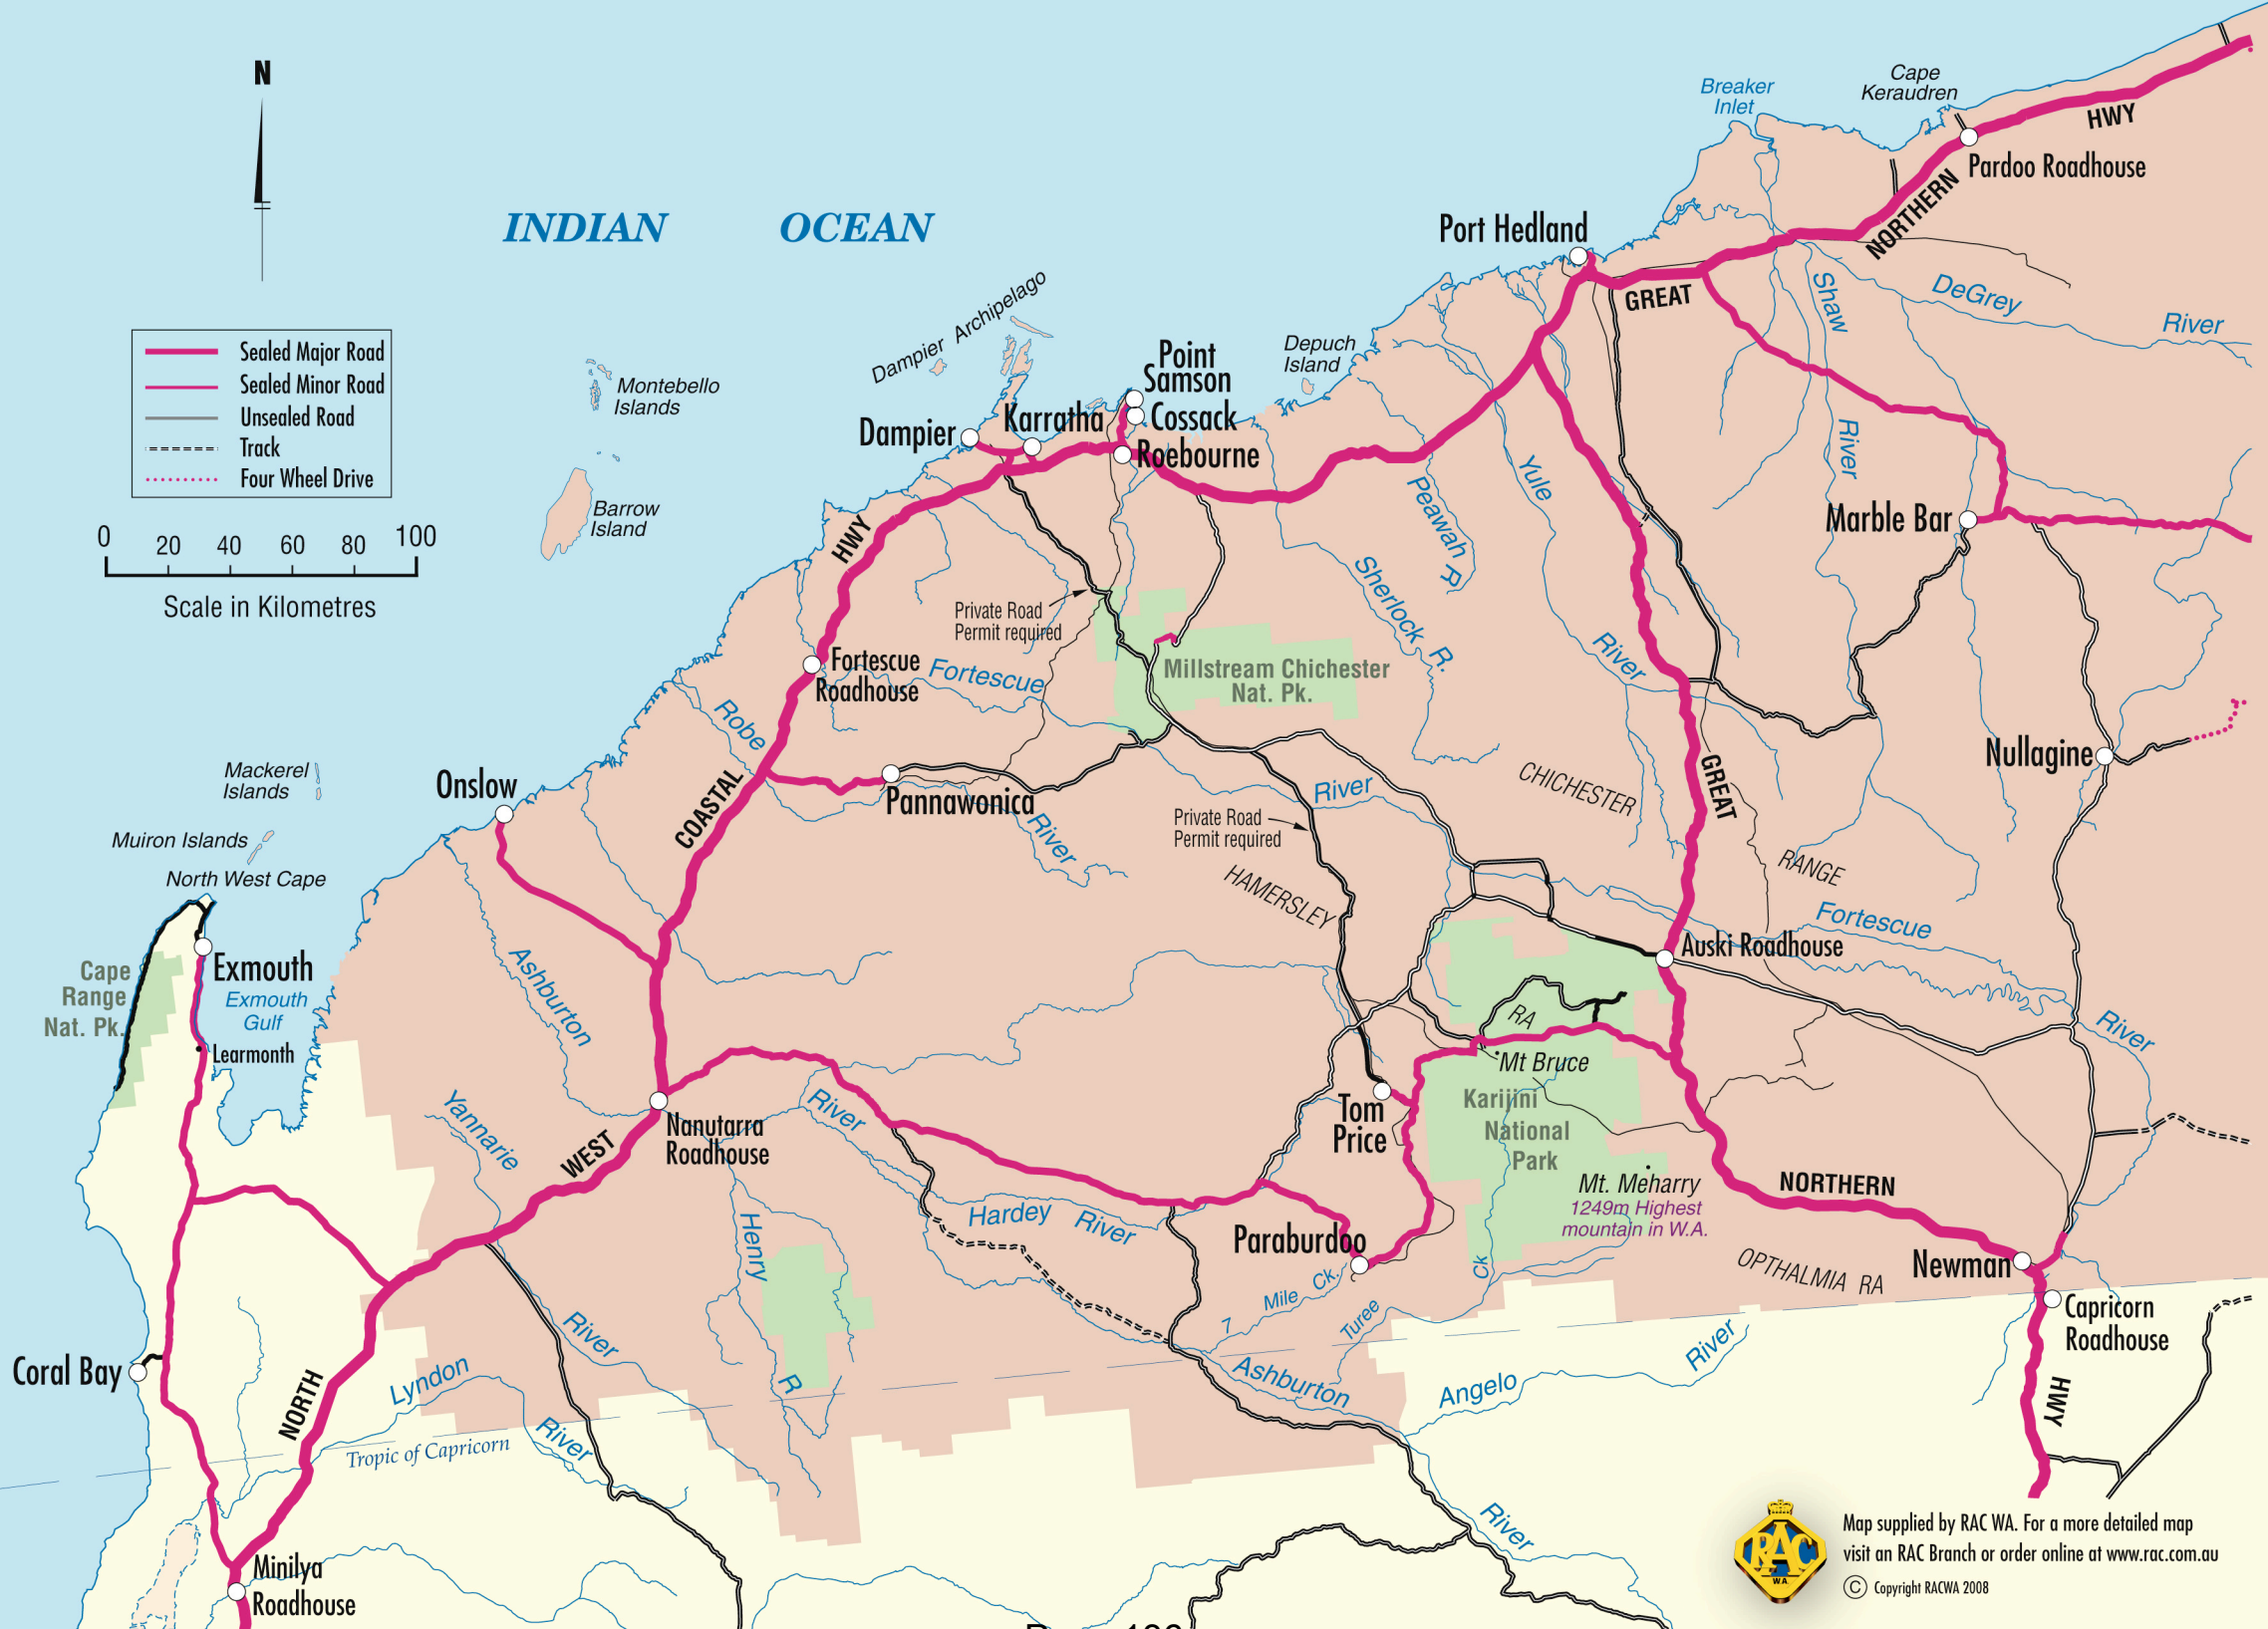 N
INDIAN OCEAN
Sealed Major Road
Sealed Minor Road
Unsealed Road
Track
Four Wheel Drive
0 20 40 60 80 100
Scale in Kilometres
Breaker
Inlet
Cape
Keraudren
HWY
Pardoo Roadhouse
NORTHERN
Port Hedland
GREAT
Shaw
River
DeGrey
River
Dampier Archipelago
Montebello
Islands
Barrow
Island
Depuch
Island
Point
Samson
Cossack
Karratha
Dampier
Roebourne
HWY
Peawah R
Yule
River
Sherlock R.
Marble Bar
Private Road
Permit required
Millstream Chichester
Nat. Pk.
Fortescue
Roadhouse
Fortescue
River
Robe
River
Nullagine
Mackerel
Islands
Onslow
Pannawonica
COASTAL
CHICHESTER
RANGE
GREAT
Private Road
Permit required
HAMERSLEY
RA
Muiron Islands
North West Cape
Fortescue
River
Auski Roadhouse
Exmouth
Cape
Range
Nat. Pk.
Exmouth
Gulf
Learmonth
Ashburton
River
Mt Bruce
Karijini
National
Park
Tom
Price
Yannarie
River
Nanutarra
Roadhouse
WEST
Mt. Meharry
1249m Highest
mountain in W.A.
NORTHERN
Hardey River
Henry
R
Paraburdoo
7 Mile Ck.
Turee
Ck
OPTHALMIA RA
Newman
Capricorn
Roadhouse
Coral Bay
NORTH
Lyndon
River
Ashburton
River
Angelo
River
HWY
Tropic of Capricorn
Minilya
Roadhouse
RAC
W.A.
Map supplied by RAC WA. For a more detailed map
visit an RAC Branch or order online at www.rac.com.au
© Copyright RACWA 2008